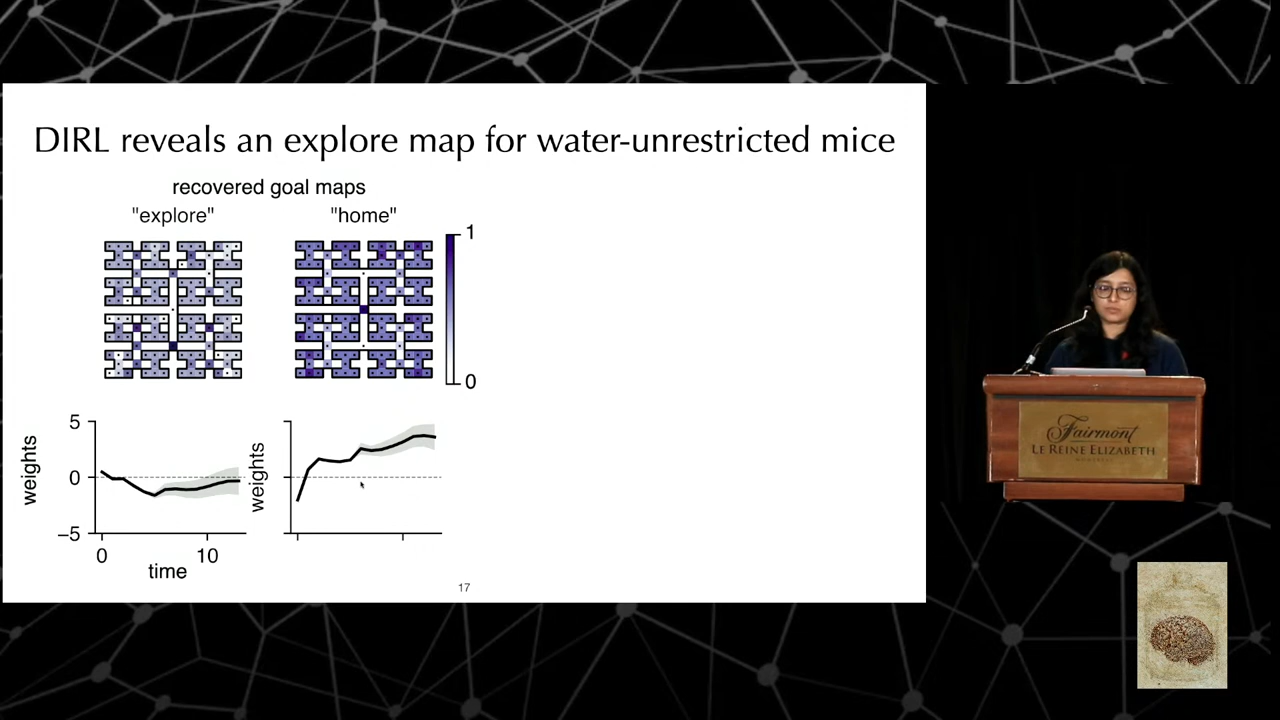 DIRL reveals an explore map for water-unrestricted mice
recovered goal maps
"explore"
"home"
1
0
weights
5
0
−5
0
10
time
weights
17
Fairmont
LE REINE ELIZABETH
MONTREAL